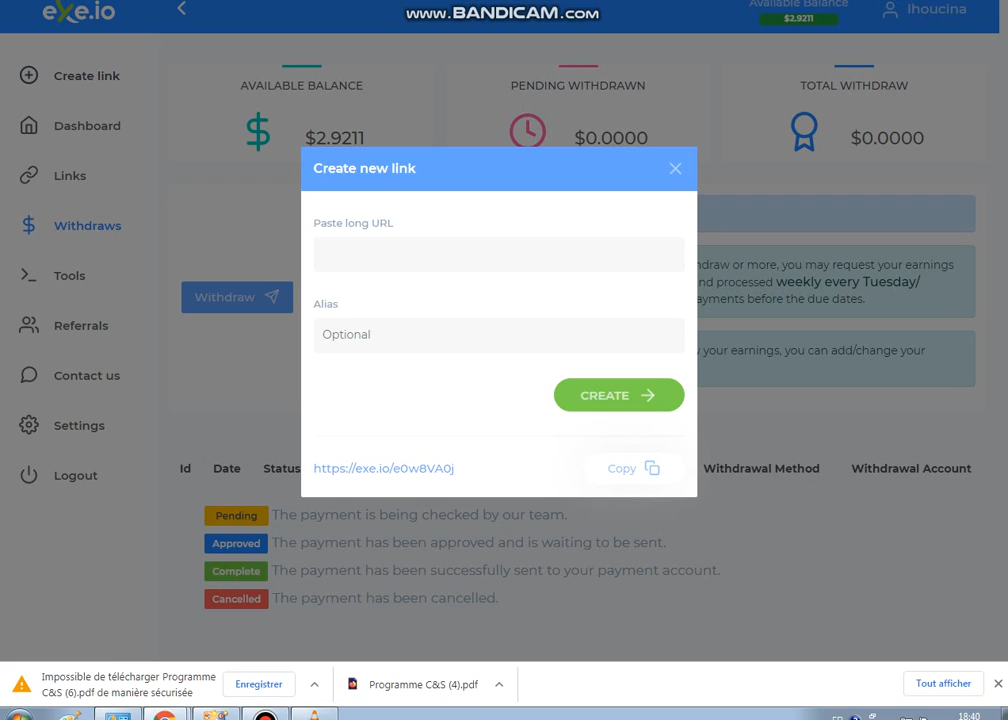 eXe.io
www.BANDICAM.com
Available Balance
$2.9211
lhoucina
Create link
Dashboard
Links
Withdraws
Tools
Referrals
Contact us
Settings
Logout
AVAILABLE BALANCE
$2.9211
PENDING WITHDRAWN
$0.0000
TOTAL WITHDRAW
$0.0000
Create new link
Paste long URL
Alias
Optional
CREATE
https://exe.io/e0w8VA0j
Copy
Withdraw
draw or more, you may request your earnings
nd processed weekly every Tuesday/
ayments before the due dates.
your earnings, you can add/change your
Id Date Status Withdrawal Method Withdrawal Account
Pending The payment is being checked by our team.
Approved The payment has been approved and is waiting to be sent.
Complete The payment has been successfully sent to your payment account.
Cancelled The payment has been cancelled.
Impossible de télécharger Programme
C&S (6).pdf de manière sécurisée
Enregistrer
Programme C&S (4).pdf
Tout afficher
FR
18:40